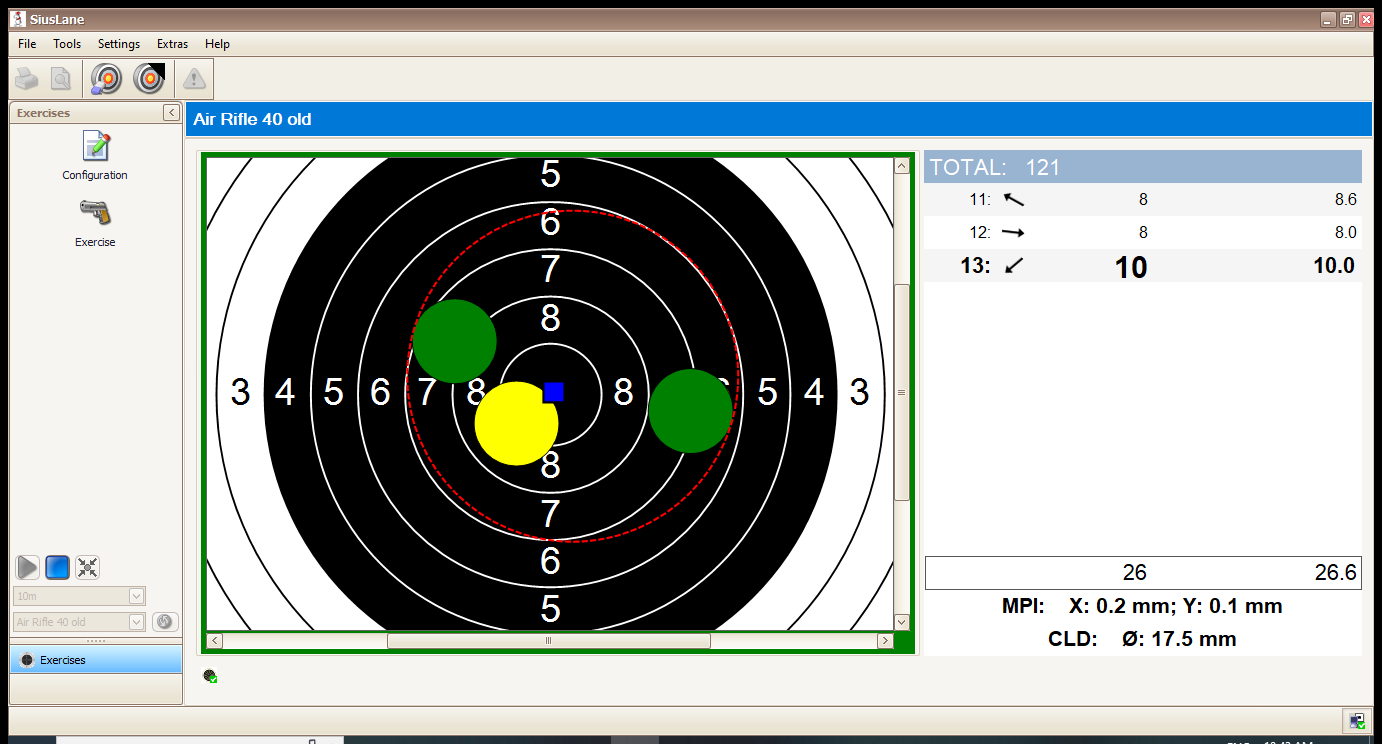 SiusLane
File Tools Settings Extras Help
Exercises
Configuration
Exercise
10m
Air Rifle 40 old
Exercises
Air Rifle 40 old
5
6
7
8
3 4 5 6 7 8 8 5 4 3
8
7
6
5
TOTAL: 121
11: 8 8.6
12: 8 8.0
13: 10 10.0
26 26.6
MPI: X: 0.2 mm; Y: 0.1 mm
CLD: Ø: 17.5 mm